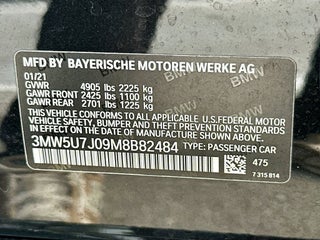 MFD BY BAYERISCHE MOTOREN WERKE AG
01/21
GVWR 4905 lbs 2225 kg
GAWR FRONT 2425 lbs 1100 kg
GAWR REAR 2701 lbs 1225 kg
THIS VEHICLE CONFORMS TO ALL APPLICABLE
U.S. FEDERAL MOTOR VEHICLE SAFETY, BUMPER
AND THEFT PREVENTION STANDARDS IN EFFECT
ON THE DATE OF MANUFACTURE SHOWN ABOVE.
3MW5U7J09M8B82484 TYPE: PASSENGER CAR
475
7 315 814